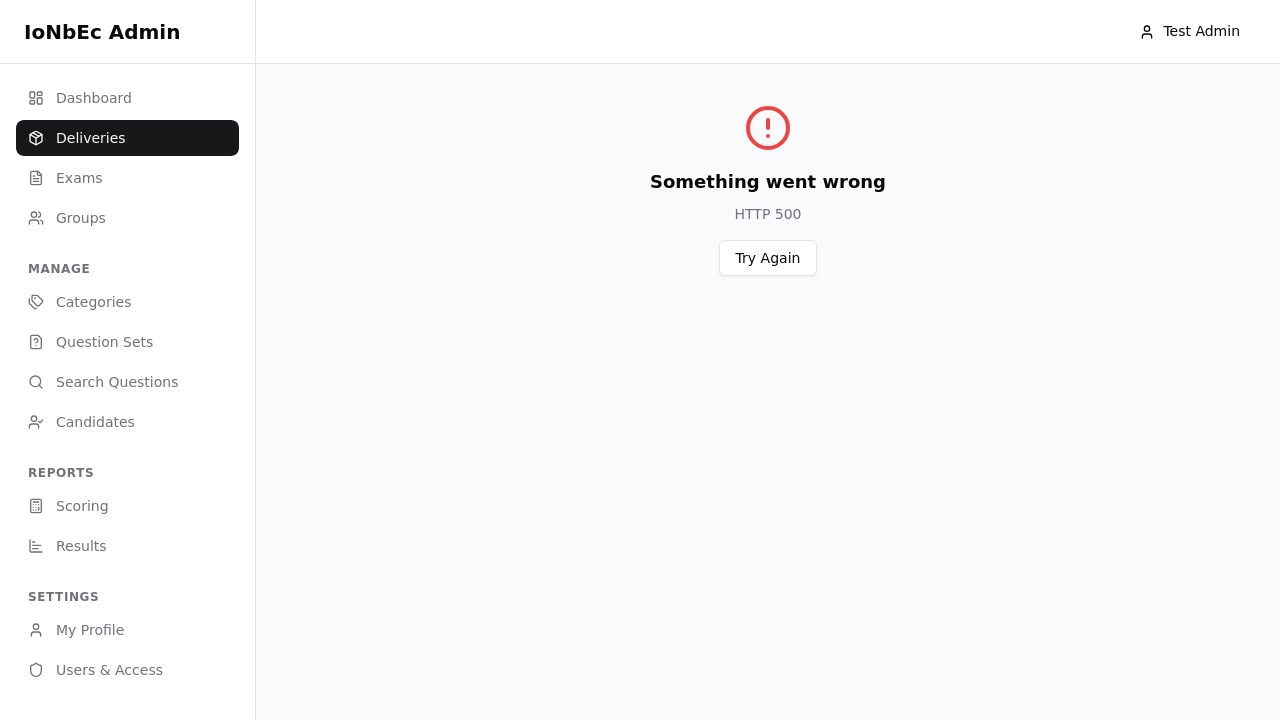 IoNbEc Admin
Test Admin
Dashboard
Deliveries
Exams
Groups
MANAGE
Categories
Question Sets
Search Questions
Candidates
REPORTS
Scoring
Results
SETTINGS
My Profile
Users & Access
Something went wrong
HTTP 500
Try Again